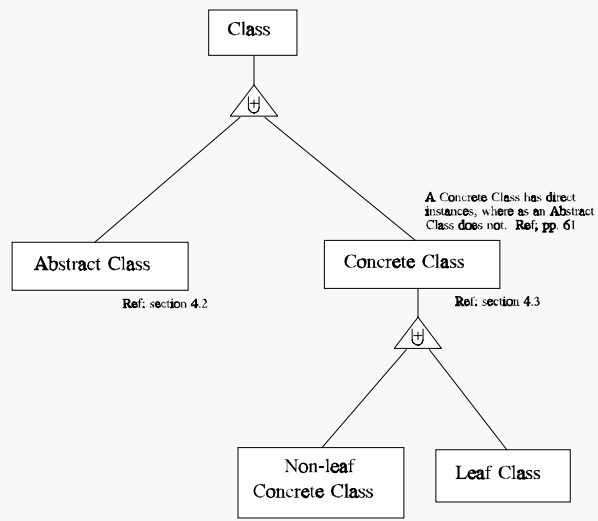 Class
⊎
A Concrete Class has direct
instances, where as an Abstract
Class does not. Ref; pp. 61
Abstract Class
Concrete Class
Ref: section 4.2
Ref: section 4.3
⊎
Non-leaf
Concrete Class
Leaf Class